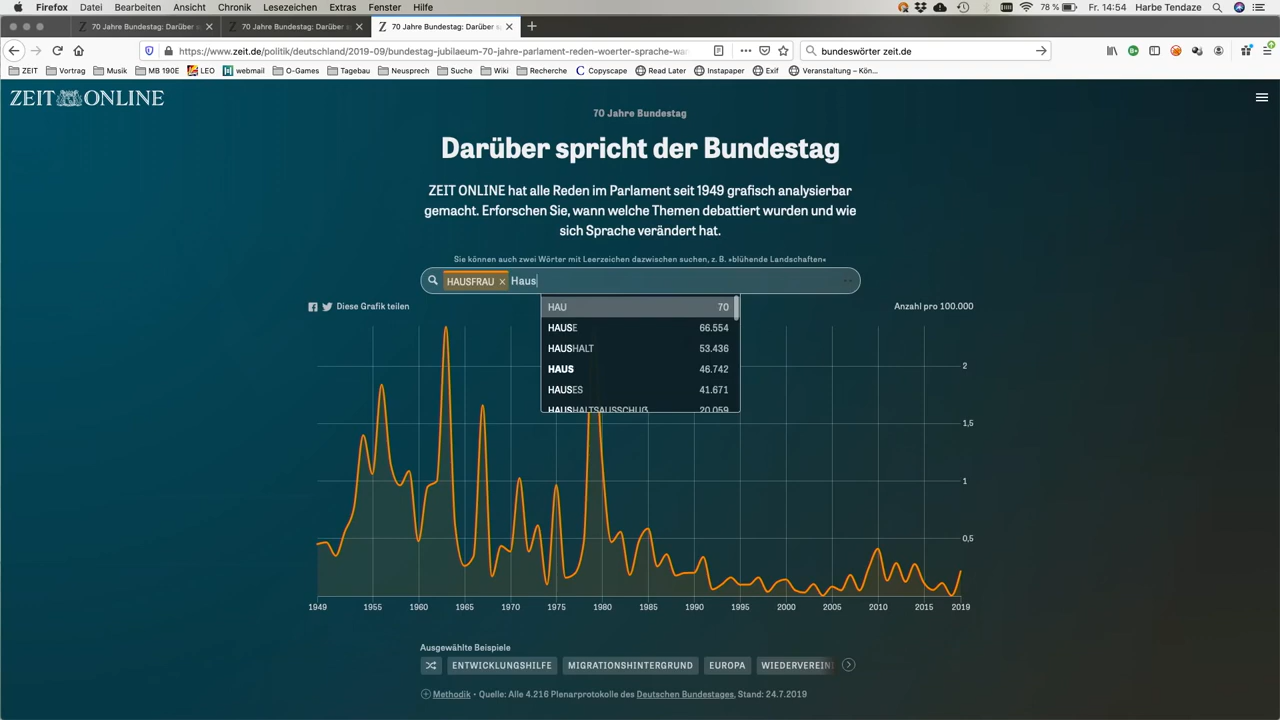 Firefox Datei Bearbeiten Ansicht Chronik Lesezeichen Extras Fenster Hilfe 78 % Fr. 14:54 Harbe Tendaze
Z 70 Jahre Bundestag: Darüber × Z 70 Jahre Bundestag: Darüber × Z 70 Jahre Bundestag: Darüber × +
https://www.zeit.de/politik/deutschland/2019-09/bundestag-jubilaeum-70-jahre-parlament-reden-woerter-sprache-wa bundeswörter zeit.de
ZEIT Vortrag Musik MB 190E LEO webmail O-Games Tagebau Neusprech Suche Wiki Recherche Copyscape Read Later Instapaper Exif Veranstaltung – Kön...
ZEIT ONLINE
70 Jahre Bundestag
Darüber spricht der Bundestag
ZEIT ONLINE hat alle Reden im Parlament seit 1949 grafisch analysierbar
gemacht. Erforschen Sie, wann welche Themen debattiert wurden und wie
sich Sprache verändert hat.
Sie können auch zwei Wörter mit Leerzeichen dazwischen suchen, z. B. »blühende Landschaften«
HAUSFRAU × Haus
Diese Grafik teilen Anzahl pro 100.000
HAU 70
HAUSE 66.554
HAUSHALT 53.436
HAUS 46.742
HAUSES 41.671
HAUSHALTSAUSSCHUß 20.059
2
1,5
1
0,5
1949 1955 1960 1965 1970 1975 1980 1985 1990 1995 2000 2005 2010 2015 2019
Ausgewählte Beispiele
ENTWICKLUNGSHILFE MIGRATIONSHINTERGRUND EUROPA WIEDERVEREIN
Methodik • Quelle: Alle 4.216 Plenarprotokolle des Deutschen Bundestages, Stand: 24.7.2019